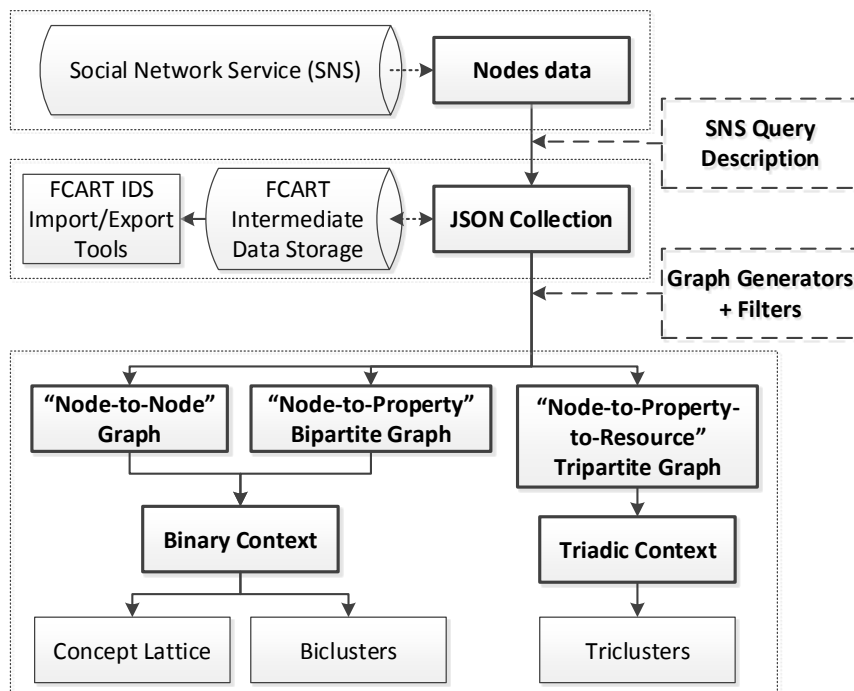 Social Network Service (SNS)
Nodes data
SNS Query
Description
FCART IDS
Import/Export
Tools
FCART
Intermediate
Data Storage
JSON Collection
Graph Generators
+ Filters
“Node-to-Node”
Graph
“Node-to-Property”
Bipartite Graph
“Node-to-Property-
to-Resource”
Tripartite Graph
Binary Context
Triadic Context
Concept Lattice
Biclusters
Triclusters